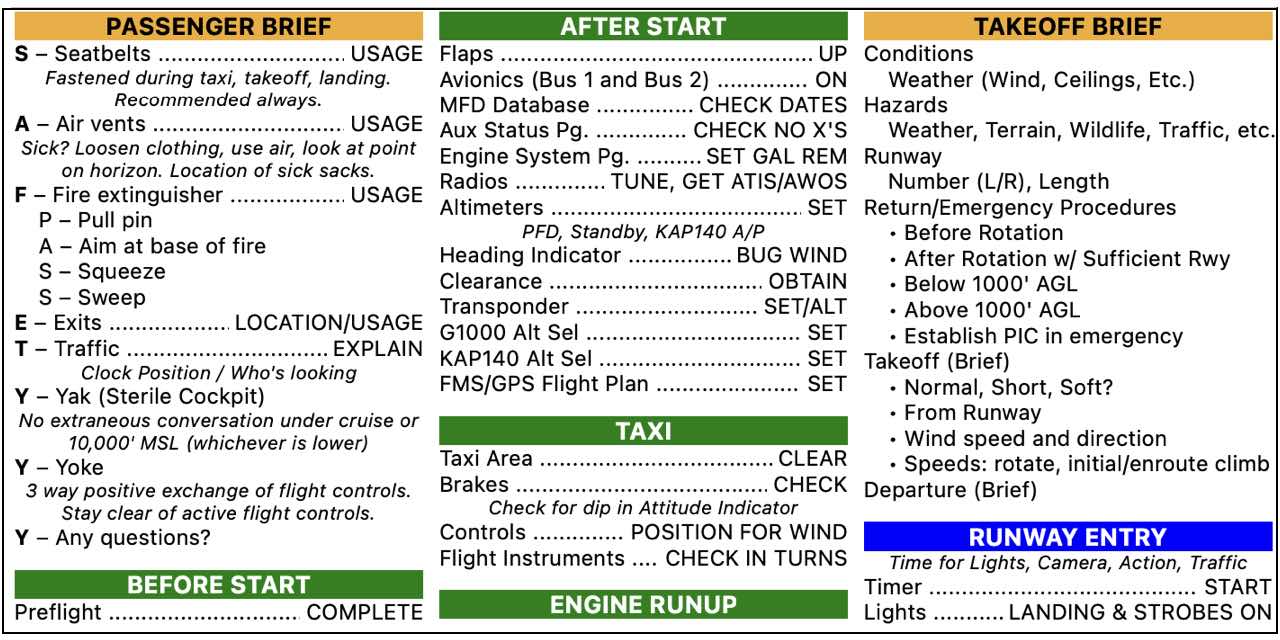 PASSENGER BRIEF
S – Seatbelts ................................ USAGE
Fastened during taxi, takeoff, landing.
Recommended always.
A – Air vents ................................ USAGE
Sick? Loosen clothing, use air, look at point
on horizon. Location of sick sacks.
F – Fire extinguisher ................... USAGE
P – Pull pin
A – Aim at base of fire
S – Squeeze
S – Sweep
E – Exits .................... LOCATION/USAGE
T – Traffic ................................. EXPLAIN
Clock Position / Who's looking
Y – Yak (Sterile Cockpit)
No extraneous conversation under cruise or
10,000' MSL (whichever is lower)
Y – Yoke
3 way positive exchange of flight controls.
Stay clear of active flight controls.
Y – Any questions?
BEFORE START
Preflight ................................ COMPLETE
AFTER START
Flaps ............................................... UP
Avionics (Bus 1 and Bus 2) .............. ON
MFD Database ................ CHECK DATES
Aux Status Pg. ............... CHECK NO X'S
Engine System Pg. .......... SET GAL REM
Radios .............. TUNE, GET ATIS/AWOS
Altimeters ........................................ SET
PFD, Standby, KAP140 A/P
Heading Indicator ................ BUG WIND
Clearance .................................. OBTAIN
Transponder ............................. SET/ALT
G1000 Alt Sel ................................... SET
KAP140 Alt Sel ................................. SET
FMS/GPS Flight Plan ...................... SET
TAXI
Taxi Area ..................................... CLEAR
Brakes ........................................ CHECK
Check for dip in Attitude Indicator
Controls .............. POSITION FOR WIND
Flight Instruments .... CHECK IN TURNS
ENGINE RUNUP
TAKEOFF BRIEF
Conditions
Weather (Wind, Ceilings, Etc.)
Hazards
Weather, Terrain, Wildlife, Traffic, etc.
Runway
Number (L/R), Length
Return/Emergency Procedures
• Before Rotation
• After Rotation w/ Sufficient Rwy
• Below 1000' AGL
• Above 1000' AGL
• Establish PIC in emergency
Takeoff (Brief)
• Normal, Short, Soft?
• From Runway
• Wind speed and direction
• Speeds: rotate, initial/enroute climb
Departure (Brief)
RUNWAY ENTRY
Time for Lights, Camera, Action, Traffic
Timer .......................................... START
Lights ........... LANDING & STROBES ON